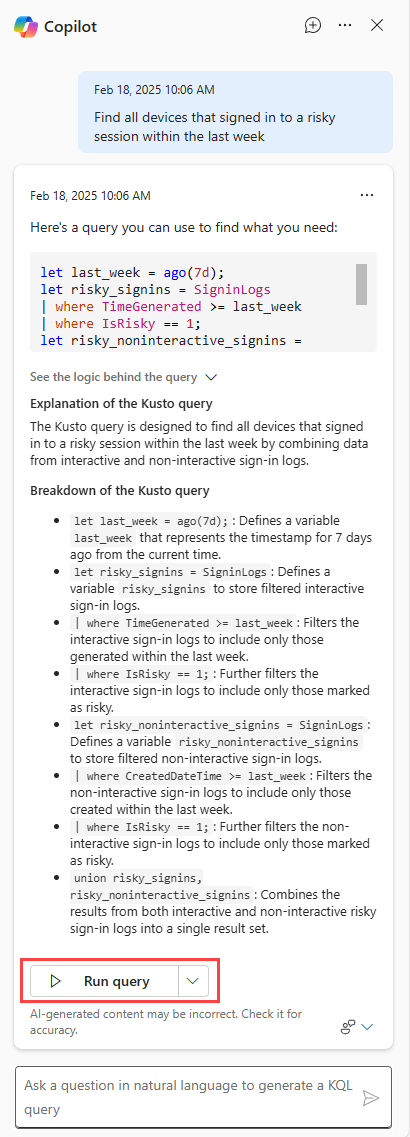 Copilot
Feb 18, 2025 10:06 AM
Find all devices that signed in to a risky
session within the last week
Feb 18, 2025 10:06 AM
Here's a query you can use to find what you need:
let last_week = ago(7d);
let risky_signins = SigninLogs
| where TimeGenerated >= last_week
| where IsRisky == 1;
let risky_noninteractive_signins =
See the logic behind the query
Explanation of the Kusto query
The Kusto query is designed to find all devices that signed
in to a risky session within the last week by combining data
from interactive and non-interactive sign-in logs.
Breakdown of the Kusto query
• let last_week = ago(7d); : Defines a variable
last_week that represents the timestamp for 7 days
ago from the current time.
• let risky_signins = SigninLogs : Defines a
variable risky_signins to store filtered interactive
sign-in logs.
• | where TimeGenerated >= last_week : Filters the
interactive sign-in logs to include only those
generated within the last week.
• | where IsRisky == 1; : Further filters the
interactive sign-in logs to include only those marked
as risky.
• let risky_noninteractive_signins = SigninLogs :
Defines a variable risky_noninteractive_signins
to store filtered non-interactive sign-in logs.
• | where CreatedDateTime >= last_week : Filters the
non-interactive sign-in logs to include only those
created within the last week.
• | where IsRisky == 1; : Further filters the non-
interactive sign-in logs to include only those marked
as risky.
• union risky_signins,
risky_noninteractive_signins : Combines the
results from both interactive and non-interactive risky
sign-in logs into a single result set.
Run query
AI-generated content may be incorrect. Check it for
accuracy.
Ask a question in natural language to generate a KQL
query